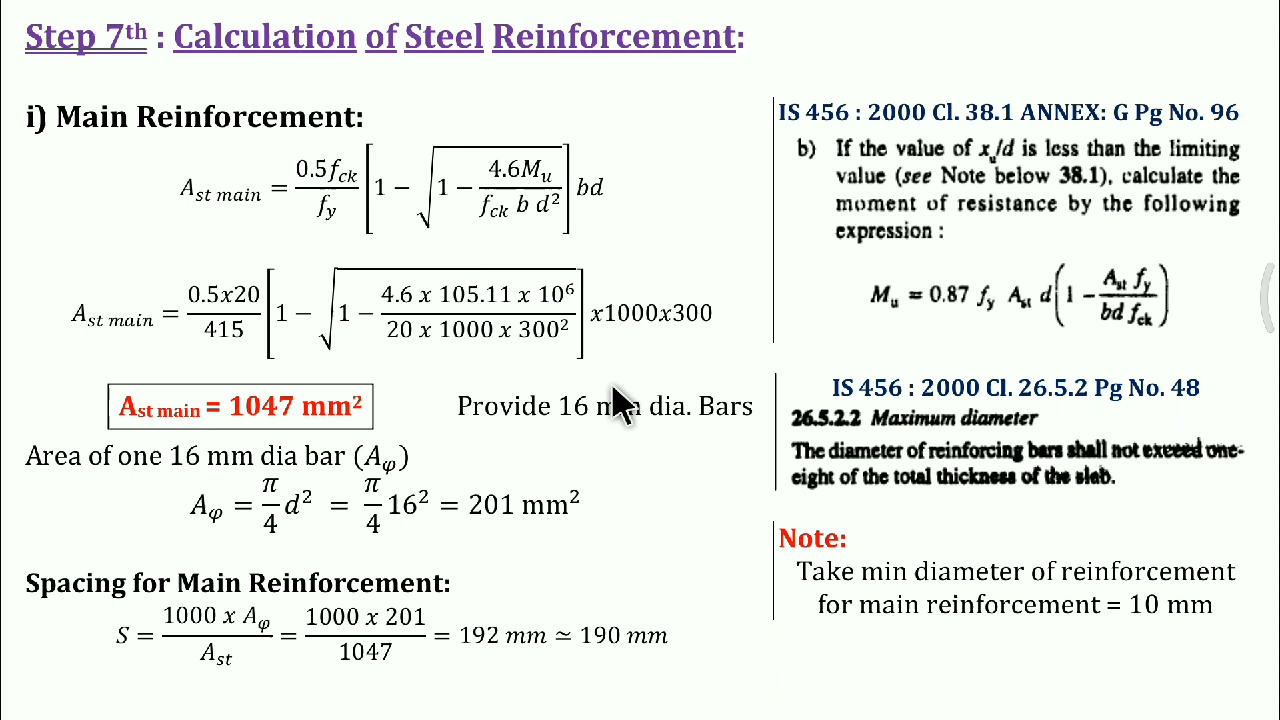 Step 7th : Calculation of Steel Reinforcement:
i) Main Reinforcement:
A_st main = 0.5f_ck / f_y [1 − √(1 − 4.6M_u / f_ck b d²)] bd
A_st main = 0.5x20 / 415 [1 − √(1 − 4.6 x 105.11 x 10⁶ / 20 x 1000 x 300²)] x1000x300
A_st main = 1047 mm²
Provide 16 mm dia. Bars
Area of one 16 mm dia bar (A_φ)
A_φ = π/4 d² = π/4 16² = 201 mm²
Spacing for Main Reinforcement:
S = 1000 x A_φ / A_st = 1000 x 201 / 1047 = 192 mm ≃ 190 mm
IS 456 : 2000 Cl. 38.1 ANNEX: G Pg No. 96
b) If the value of x_u/d is less than the limiting
value (see Note below 38.1), calculate the
moment of resistance by the following
expression :
M_u = 0.87 f_y A_st d (1 − A_st f_y / bd f_ck)
IS 456 : 2000 Cl. 26.5.2 Pg No. 48
26.5.2.2 Maximum diameter
The diameter of reinforcing bars shall not exceed one-
eight of the total thickness of the slab.
Note:
Take min diameter of reinforcement
for main reinforcement = 10 mm